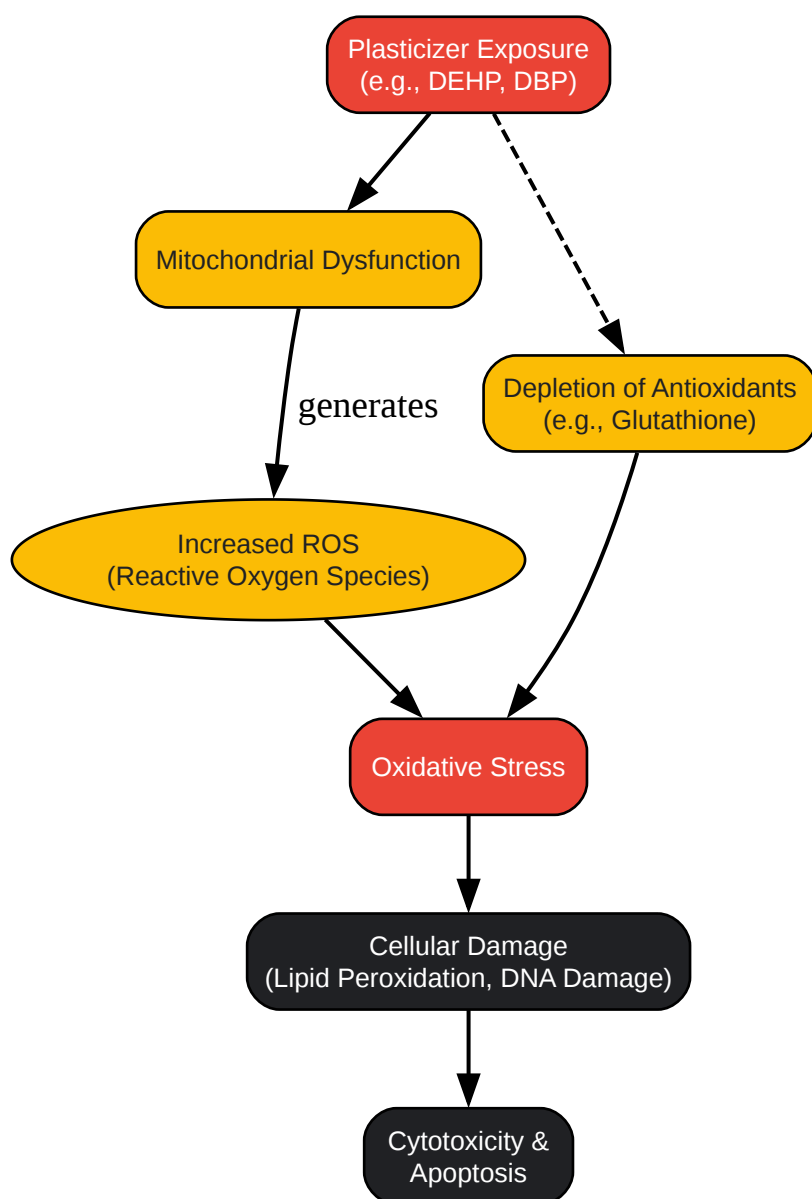 Plasticizer Exposure
(e.g., DEHP, DBP)
Mitochondrial Dysfunction
generates
Depletion of Antioxidants
(e.g., Glutathione)
Increased ROS
(Reactive Oxygen Species)
Oxidative Stress
Cellular Damage
(Lipid Peroxidation, DNA Damage)
Cytotoxicity &
Apoptosis